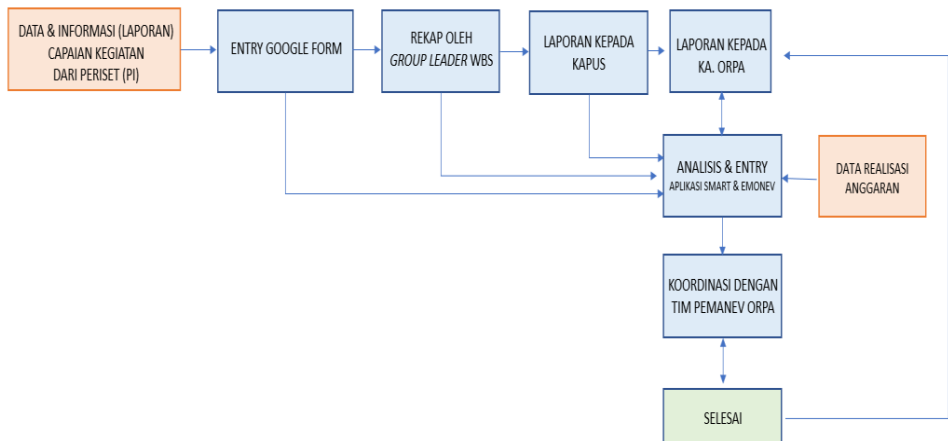 DATA & INFORMASI (LAPORAN)
CAPAIAN KEGIATAN
DARI PERISET (PI)
ENTRY GOOGLE FORM
REKAP OLEH
GROUP LEADER WBS
LAPORAN KEPADA
KAPUS
LAPORAN KEPADA
KA. ORPA
ANALISIS & ENTRY
APLIKASI SMART & EMONEV
DATA REALISASI
ANGGARAN
KOORDINASI DENGAN
TIM PEMANEV ORPA
SELESAI